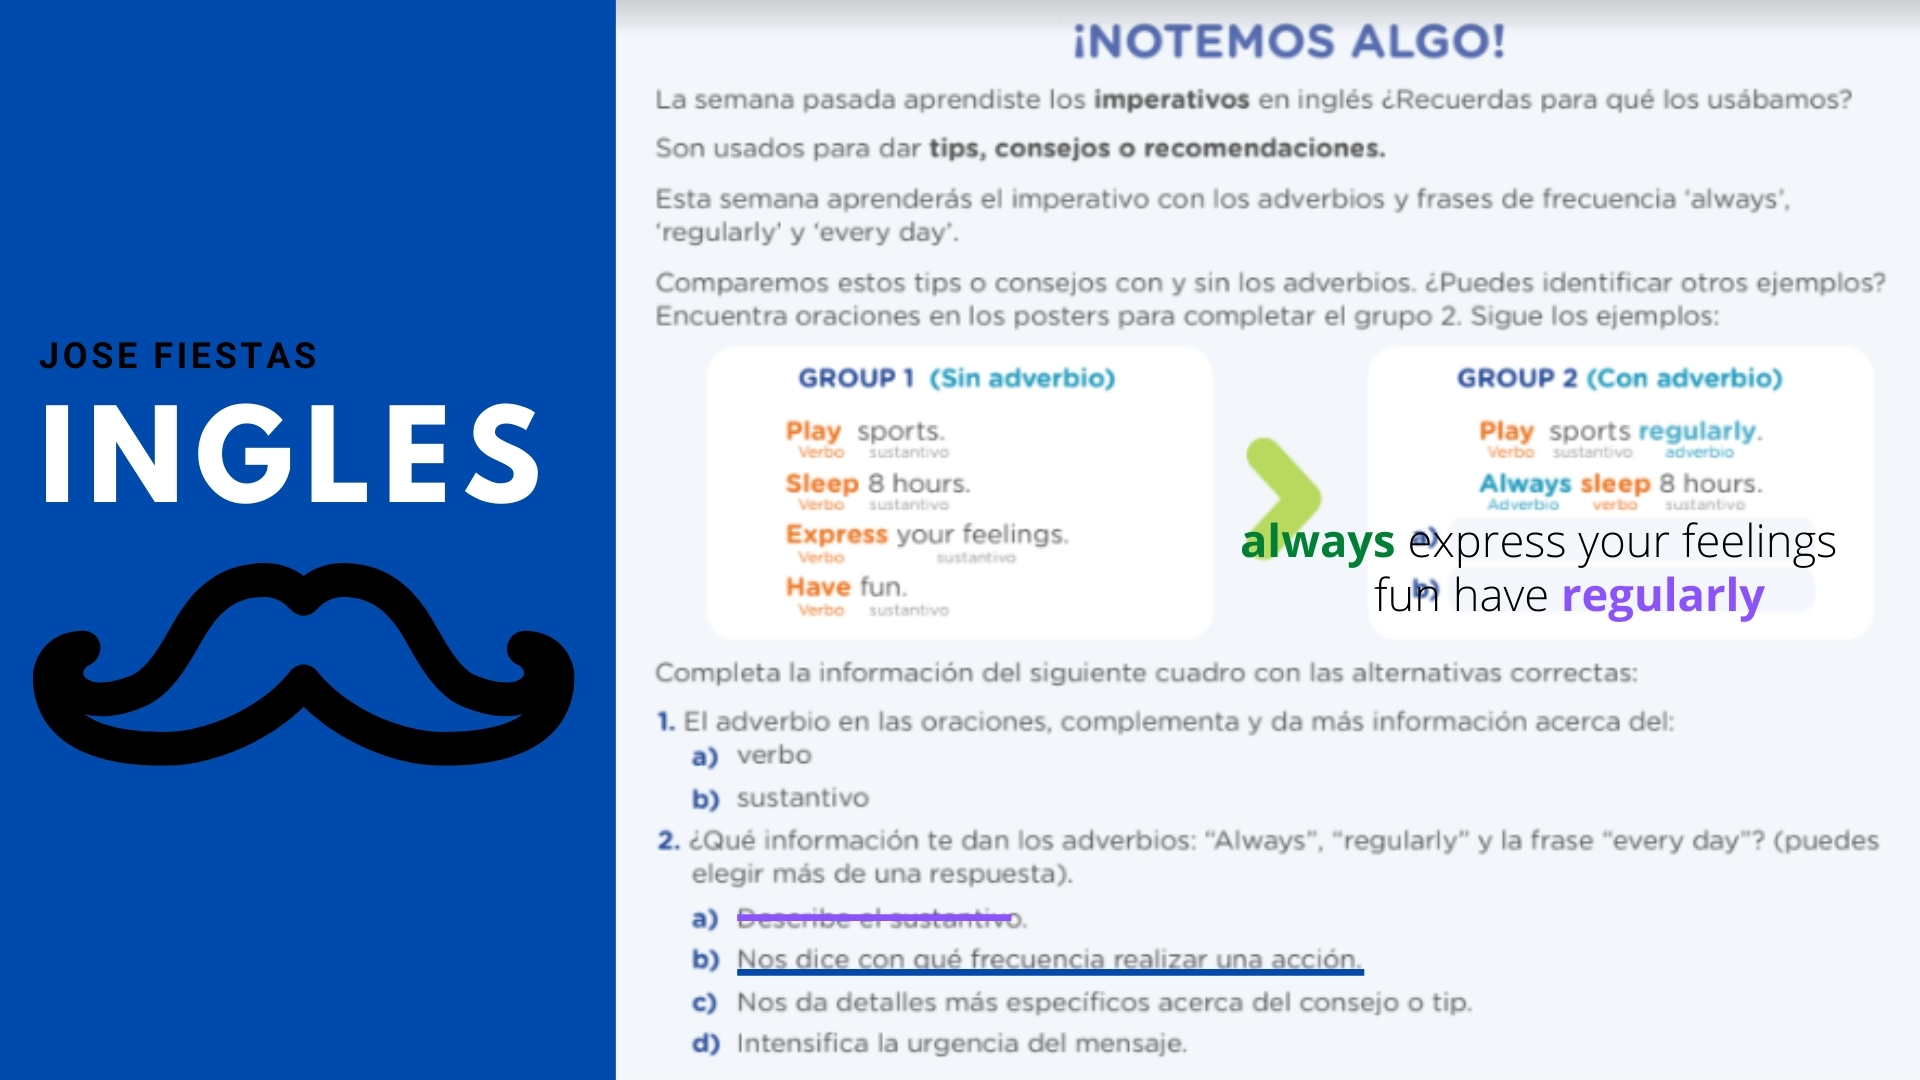 JOSE FIESTAS
INGLES
¡NOTEMOS ALGO!
La semana pasada aprendiste los imperativos en inglés ¿Recuerdas para qué los usábamos?
Son usados para dar tips, consejos o recomendaciones.
Esta semana aprenderás el imperativo con los adverbios y frases de frecuencia ‘always’,
‘regularly’ y ‘every day’.
Comparemos estos tips o consejos con y sin los adverbios. ¿Puedes identificar otros ejemplos?
Encuentra oraciones en los posters para completar el grupo 2. Sigue los ejemplos:
GROUP 1 (Sin adverbio)
Play sports.
Verbo sustantivo
Sleep 8 hours.
Verbo sustantivo
Express your feelings.
Verbo sustantivo
Have fun.
Verbo sustantivo
GROUP 2 (Con adverbio)
Play sports regularly.
Verbo sustantivo adverbio
Always sleep 8 hours.
Adverbio verbo sustantivo
a)
always express your feelings
b)
fun have regularly
Completa la información del siguiente cuadro con las alternativas correctas:
1. El adverbio en las oraciones, complementa y da más información acerca del:
a) verbo
b) sustantivo
2. ¿Qué información te dan los adverbios: “Always”, “regularly” y la frase “every day”? (puedes
elegir más de una respuesta).
a) Describe el sustantivo.
b) Nos dice con qué frecuencia realizar una acción.
c) Nos da detalles más específicos acerca del consejo o tip.
d) Intensifica la urgencia del mensaje.